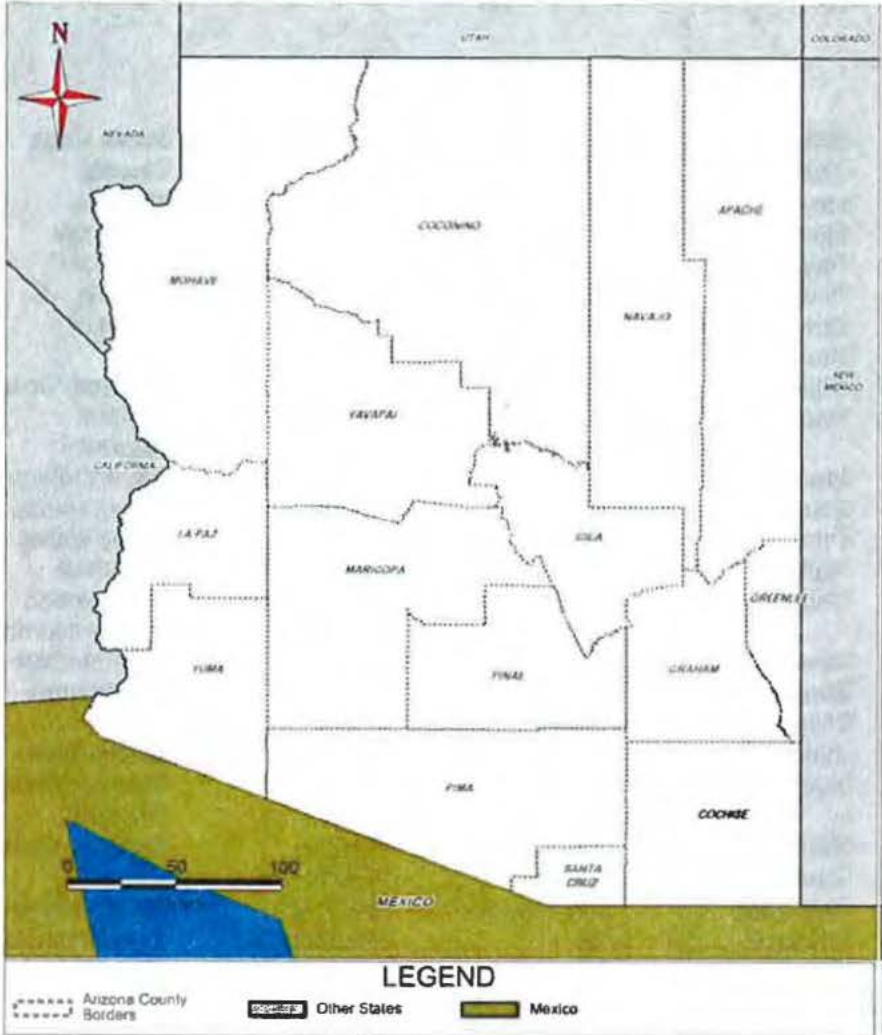 N
UTAH
COLORADO
NEVADA
APACHE
COCONINO
MOHAVE
NAVAJO
NEW
MEXICO
YAVAPAI
CALIFORNIA
LA PAZ
GILA
MARICOPA
GREENLEE
YUMA
PINAL
GRAHAM
PIMA
COCHISE
0 50 100
SANTA
CRUZ
MEXICO
LEGEND
Arizona County
Borders
Other States
Mexico